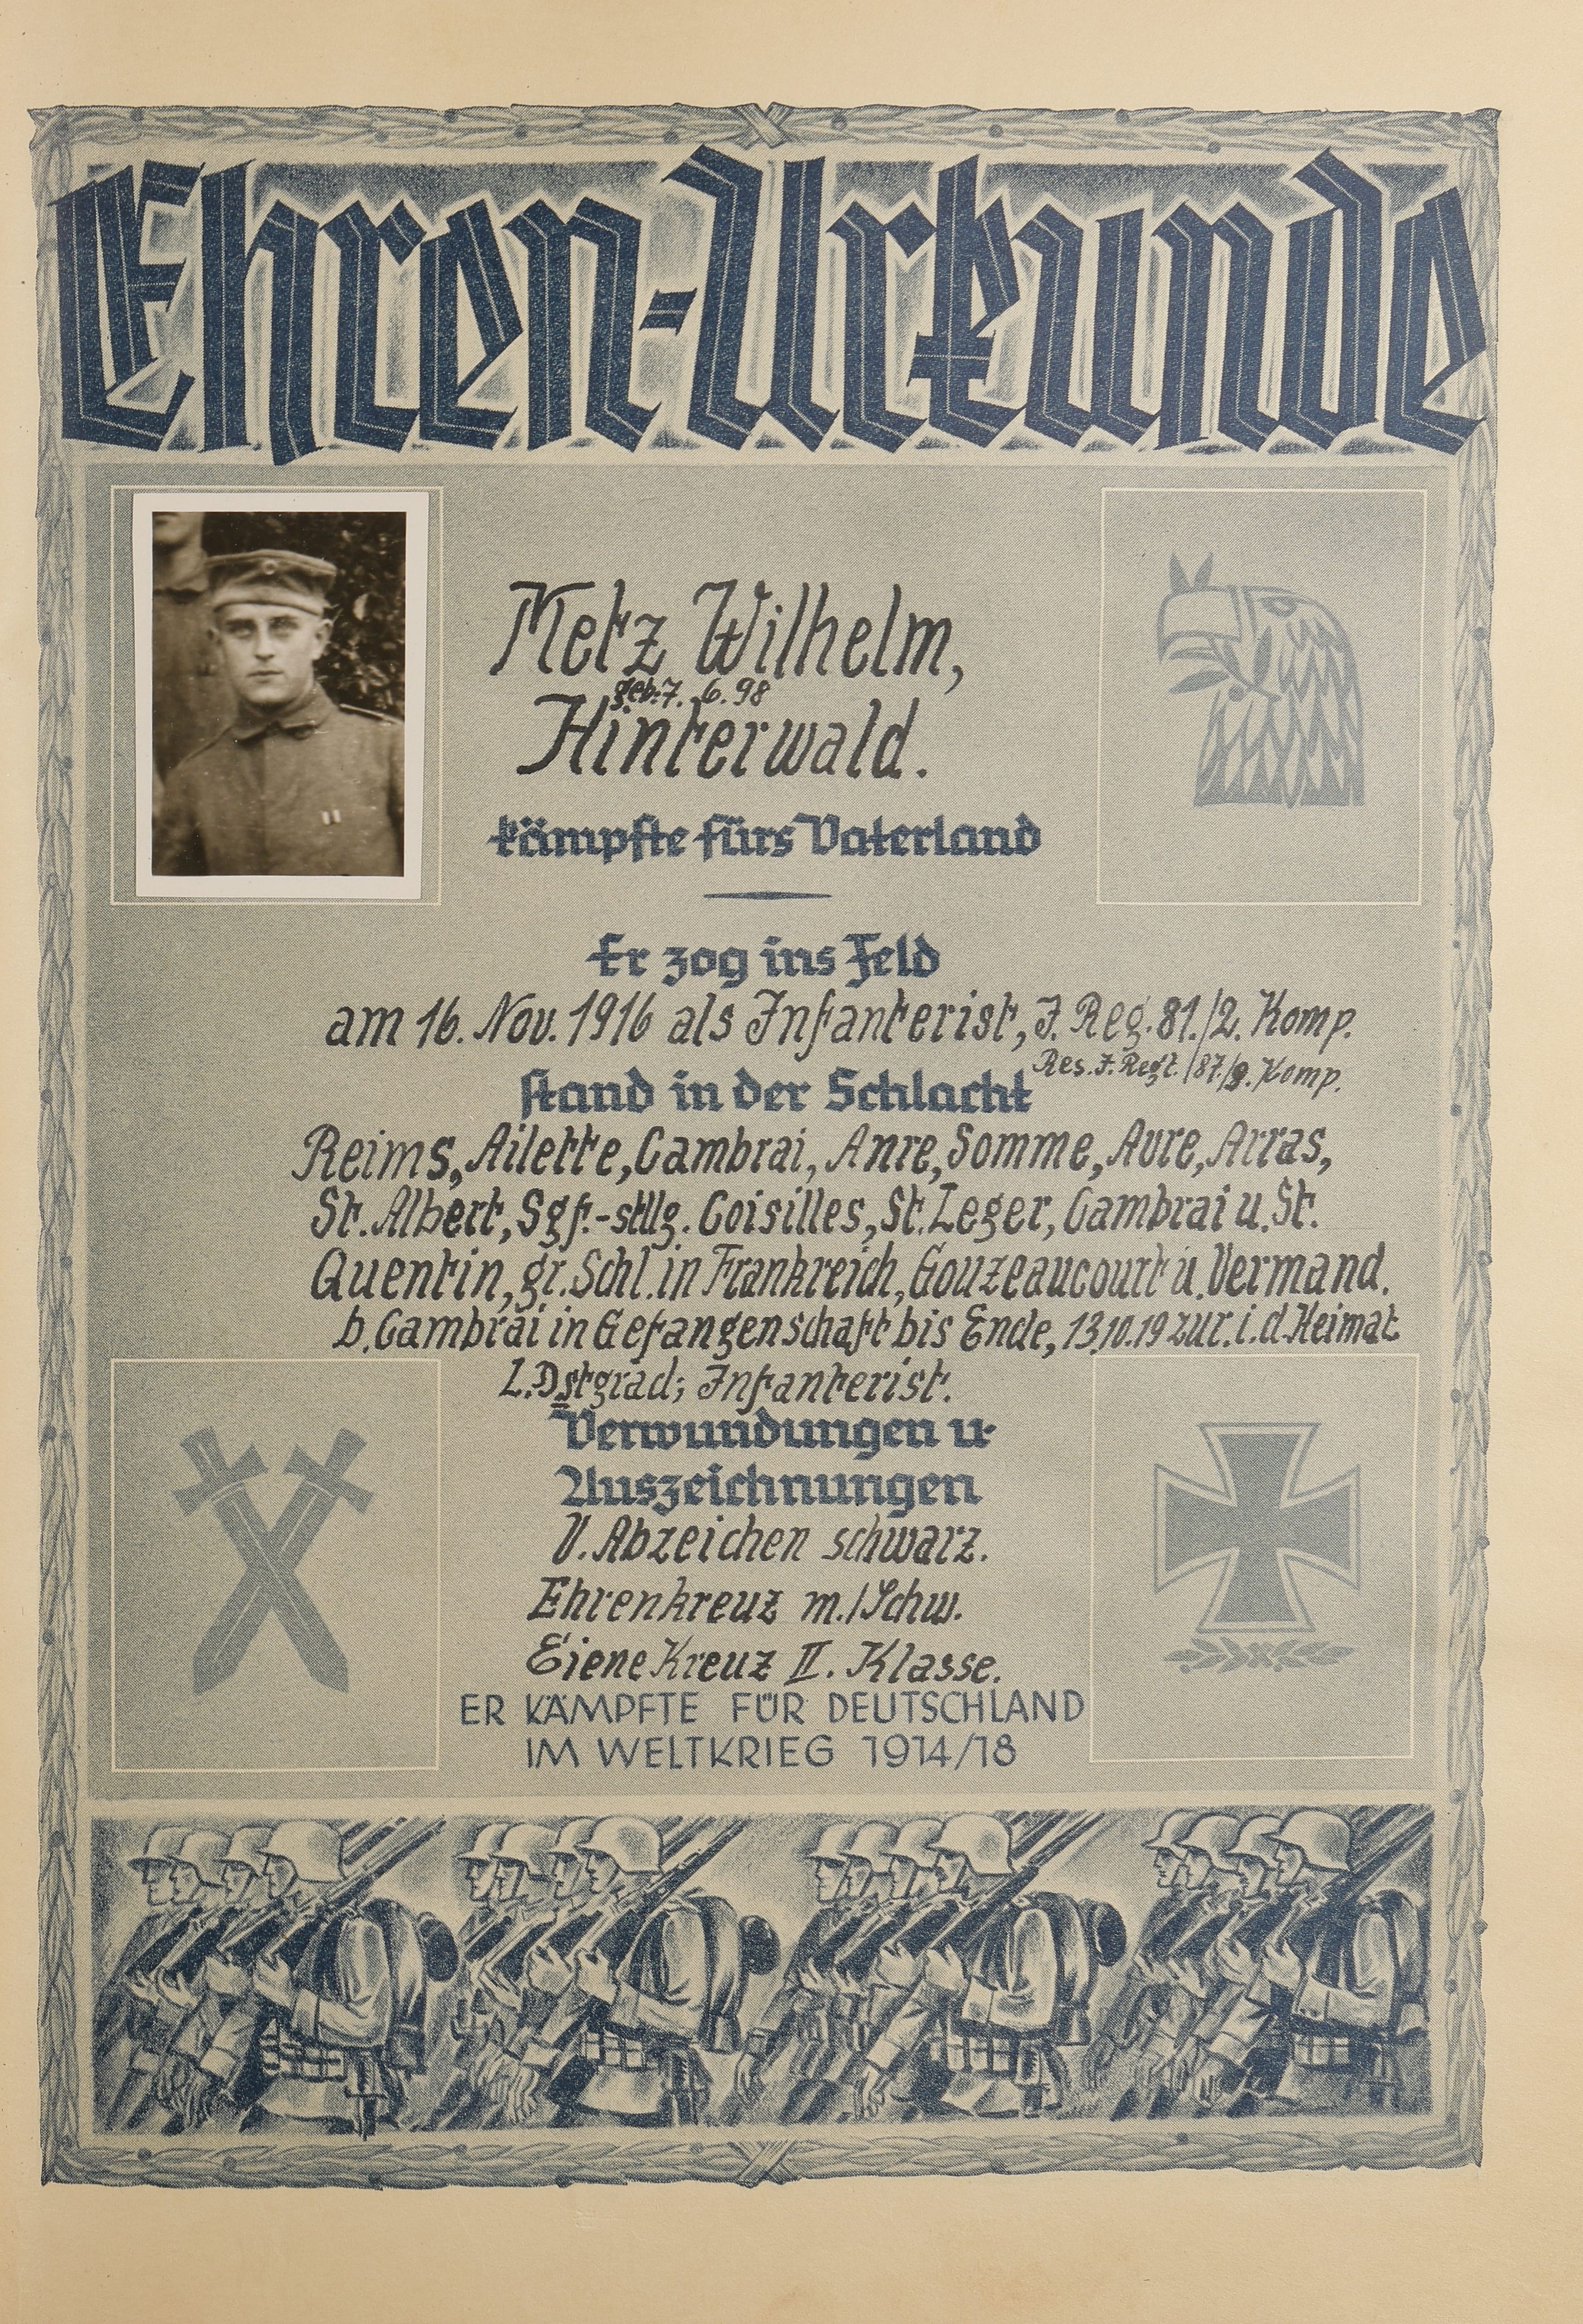 Ehren-Urkunde
Metz Wilhelm,
geb. 7. 6. 98
Hinterwald.
kämpfte fürs Vaterland
Er zog ins Feld
am 16. Nov. 1916 als Infanterist, J. Reg. 81./2. Komp.
Res. J. Regt. /87/9. Komp.
stand in der Schlacht
Reims, Ailette, Cambrai, Anre, Somme, Avre, Arras,
St. Albert, Sgf.-stllg. Coisilles, St. Leger, Cambrai u. St.
Quentin, gr. Schl. in Frankreich, Gouzeaucourt u. Vermand.
b. Cambrai in Gefangenschaft bis Ende, 13.10.19 zur. i. d. Heimat
L. Dstgrad; Infanterist.
Verwundungen u.
Auszeichnungen
V. Abzeichen schwarz.
Ehrenkreuz m./Schw.
Eiene Kreuz II. Klasse.
ER KÄMPFTE FÜR DEUTSCHLAND
IM WELTKRIEG 1914/18